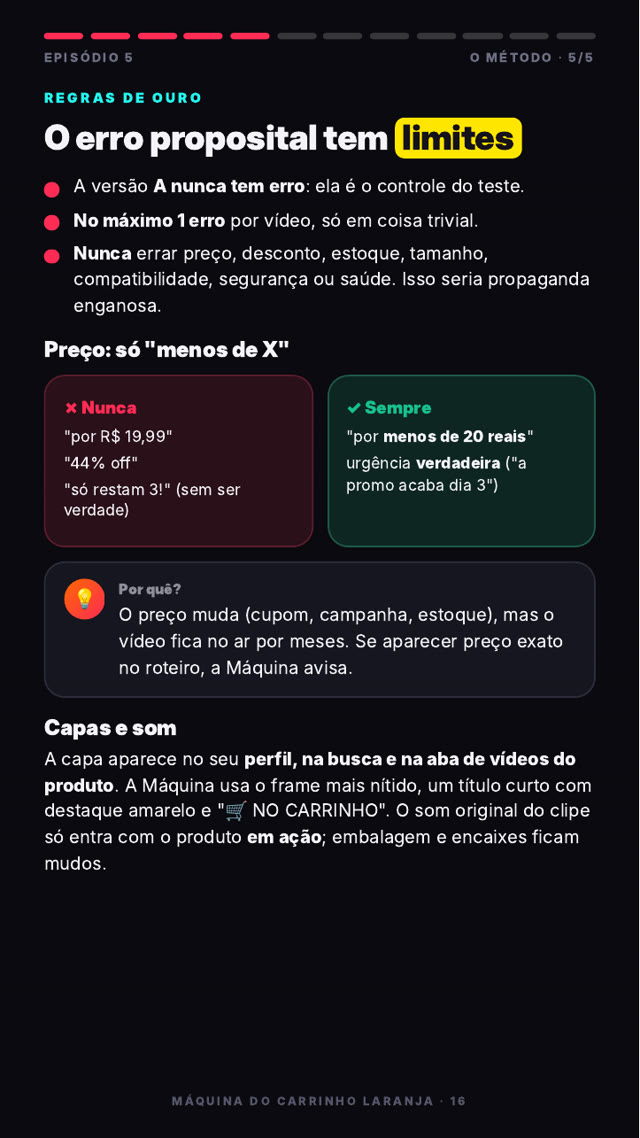 EPISÓDIO 5
O MÉTODO · 5/5
REGRAS DE OURO
O erro proposital tem limites
A versão A nunca tem erro: ela é o controle do teste.
No máximo 1 erro por vídeo, só em coisa trivial.
Nunca errar preço, desconto, estoque, tamanho,
compatibilidade, segurança ou saúde. Isso seria propaganda
enganosa.
Preço: só "menos de X"
✖ Nunca
"por R$ 19,99"
"44% off"
"só restam 3!" (sem ser
verdade)
✔ Sempre
"por menos de 20 reais"
urgência verdadeira ("a
promo acaba dia 3")
Por quê?
O preço muda (cupom, campanha, estoque), mas o
vídeo fica no ar por meses. Se aparecer preço exato
no roteiro, a Máquina avisa.
Capas e som
A capa aparece no seu perfil, na busca e na aba de vídeos do
produto. A Máquina usa o frame mais nítido, um título curto com
destaque amarelo e "🛒 NO CARRINHO". O som original do clipe
só entra com o produto em ação; embalagem e encaixes ficam
mudos.
MÁQUINA DO CARRINHO LARANJA · 16